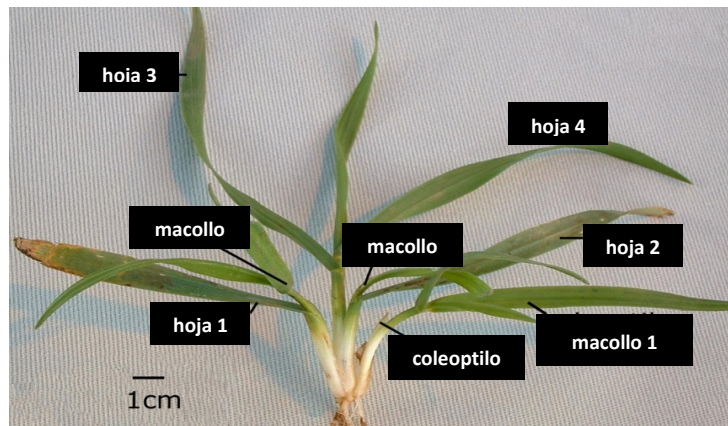 hoia 3
hoja 4
macollo
macollo
hoja 2
hoja 1
coleoptilo
macollo 1
1cm